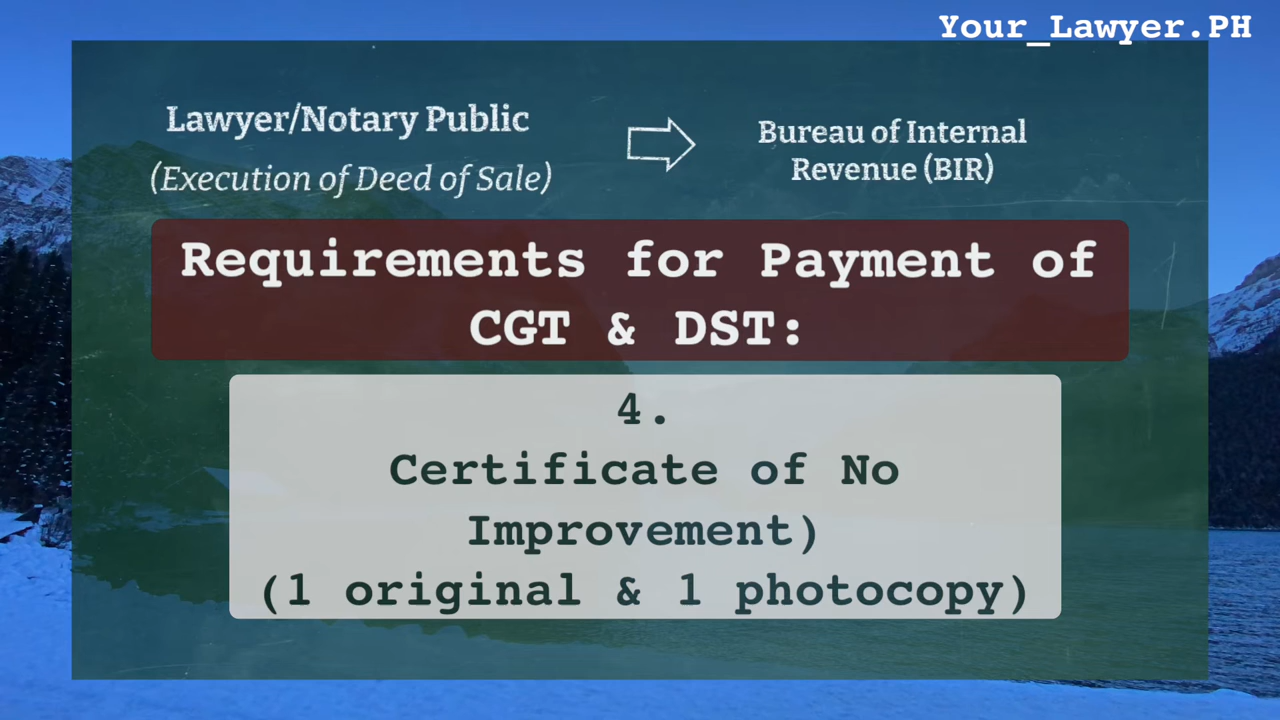 Your_Lawyer.PH
Lawyer/Notary Public
(Execution of Deed of Sale)
Bureau of Internal
Revenue (BIR)
Requirements for Payment of
CGT & DST:
4.
Certificate of No
Improvement)
(1 original & 1 photocopy)